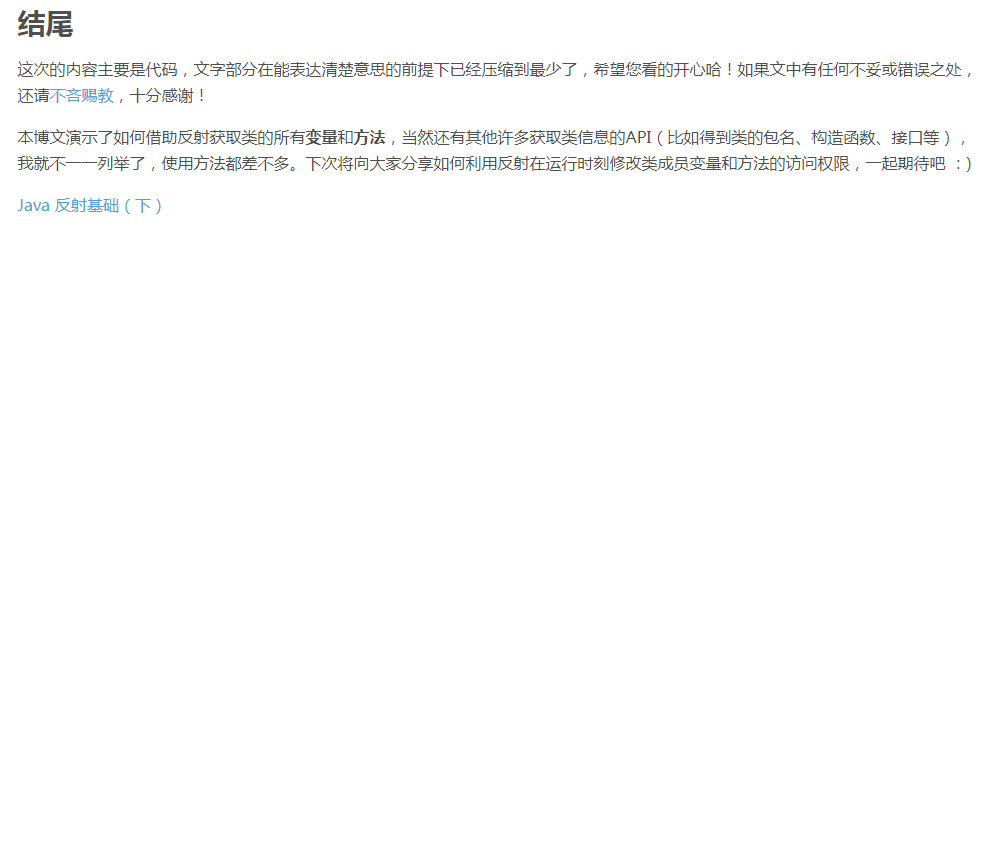 结尾
这次的内容主要是代码，文字部分在能表达清楚意思的前提下已经压缩到最少了，希望您看的开心哈！如果文中有任何不妥或错误之处，
还请不吝赐教，十分感谢！
本博文演示了如何借助反射获取类的所有变量和方法，当然还有其他许多获取类信息的API（比如得到类的包名、构造函数、接口等），
我就不一一列举了，使用方法都差不多。下次将向大家分享如何利用反射在运行时刻修改类成员变量和方法的访问权限，一起期待吧 ：)
Java 反射基础（下）